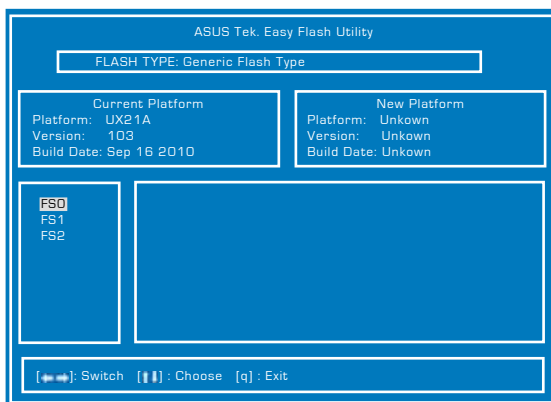 ASUS Tek. Easy Flash Utility
FLASH TYPE: Generic Flash Type
Current Platform
Platform: UX21A
Version: 103
Build Date: Sep 16 2010
New Platform
Platform: Unkown
Version: Unkown
Build Date: Unkown
FS0
FS1
FS2
[←→]: Switch [↑↓] : Choose [q] : Exit